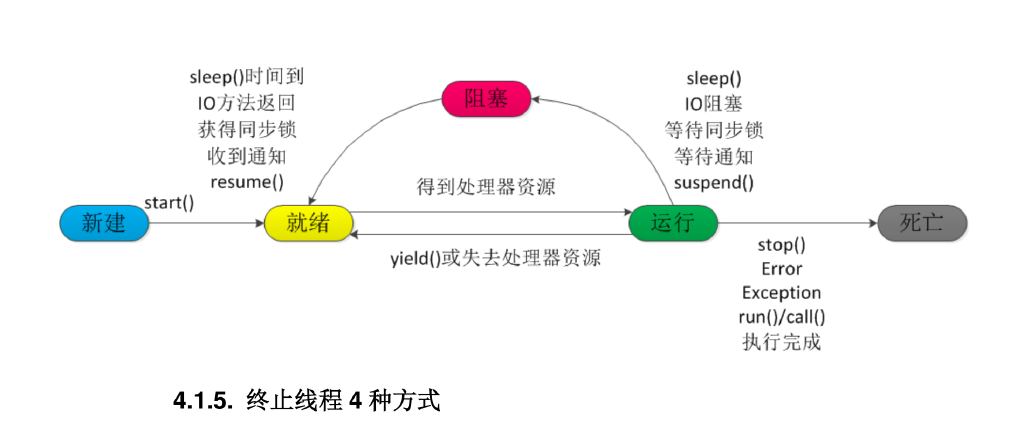 sleep()时间到
IO方法返回
获得同步锁
收到通知
resume()
阻塞
sleep()
IO阻塞
等待同步锁
等待通知
suspend()
新建
start()
就绪
得到处理器资源
yield()或失去处理器资源
运行
死亡
stop()
Error
Exception
run()/call()
执行完成
4.1.5. 终止线程 4 种方式